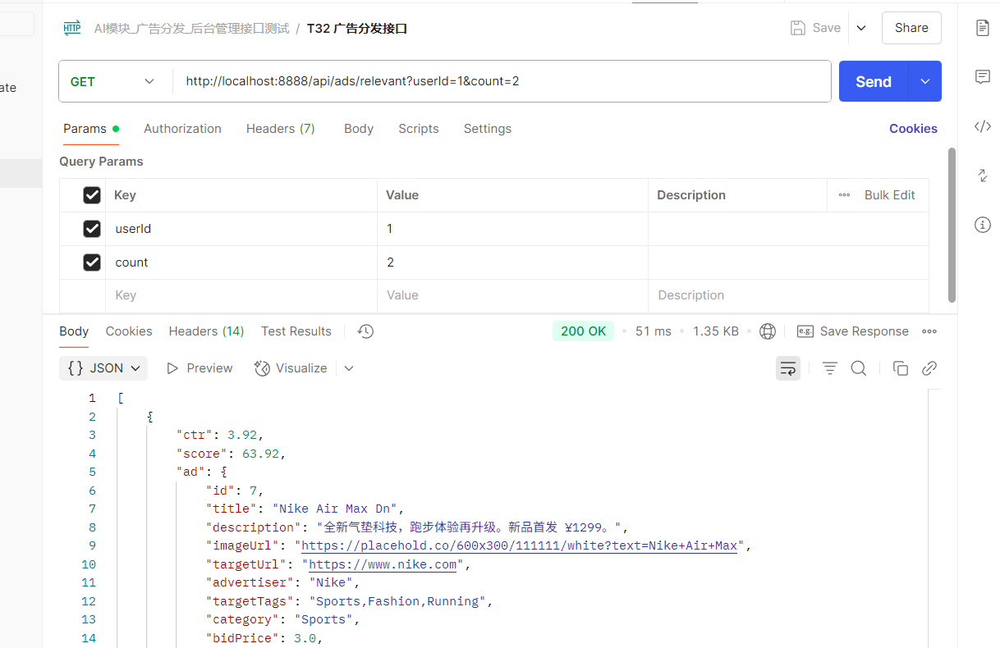 HTTP AI模块_广告分发_后台管理接口测试 / T32 广告分发接口 Save Share
ate
GET http://localhost:8888/api/ads/relevant?userId=1&count=2 Send
Params Authorization Headers (7) Body Scripts Settings Cookies
Query Params
Key Value Description Bulk Edit
userId 1
count 2
Key Value Description
Body Cookies Headers (14) Test Results 200 OK 51 ms 1.35 KB e.g. Save Response
{} JSON Preview Visualize
1 [
2 {
3 "ctr": 3.92,
4 "score": 63.92,
5 "ad": {
6 "id": 7,
7 "title": "Nike Air Max Dn",
8 "description": "全新气垫科技，跑步体验再升级。新品首发 ¥1299。",
9 "imageUrl": "https://placehold.co/600x300/111111/white?text=Nike+Air+Max",
10 "targetUrl": "https://www.nike.com",
11 "advertiser": "Nike",
12 "targetTags": "Sports,Fashion,Running",
13 "category": "Sports",
14 "bidPrice": 3.0,